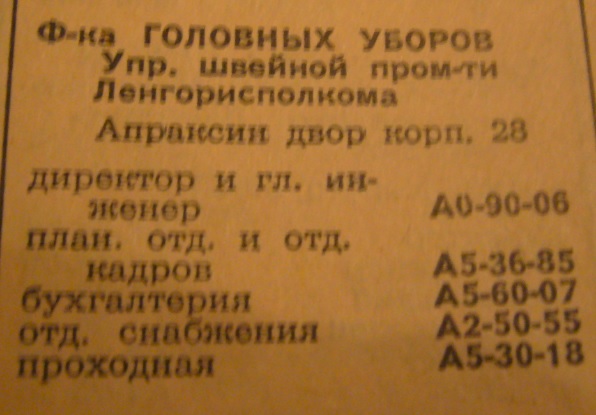 Ф-ка ГОЛОВНЫХ УБОРОВ
Упр. швейной пром-ти
Ленгорисполкома
Апраксин двор корп. 28
директор и гл. ин-
женер А0-90-06
план. отд. и отд.
кадров А5-36-85
бухгалтерия А5-60-07
отд. снабжения А2-50-55
проходная А5-30-18